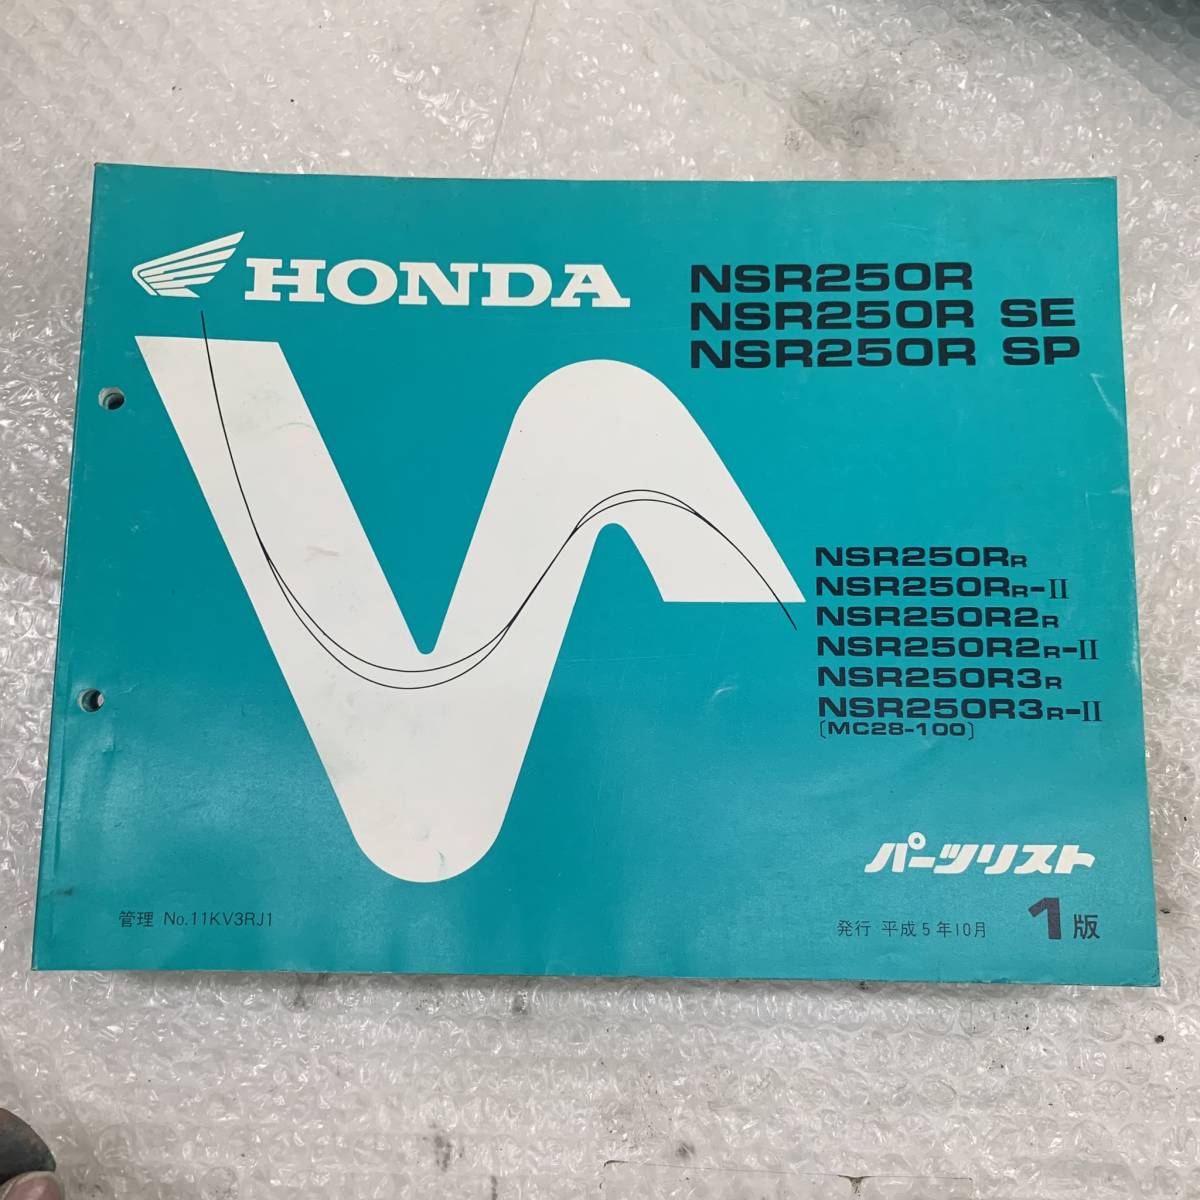 HONDA
NSR250R
NSR250R SE
NSR250R SP
NSR250RR
NSR250RR-II
NSR250R2R
NSR250R2R-II
NSR250R3R
NSR250R3R-II
〔MC28-100〕
パーツリスト
管理 No.11KV3RJ1
発行 平成5年10月 1版